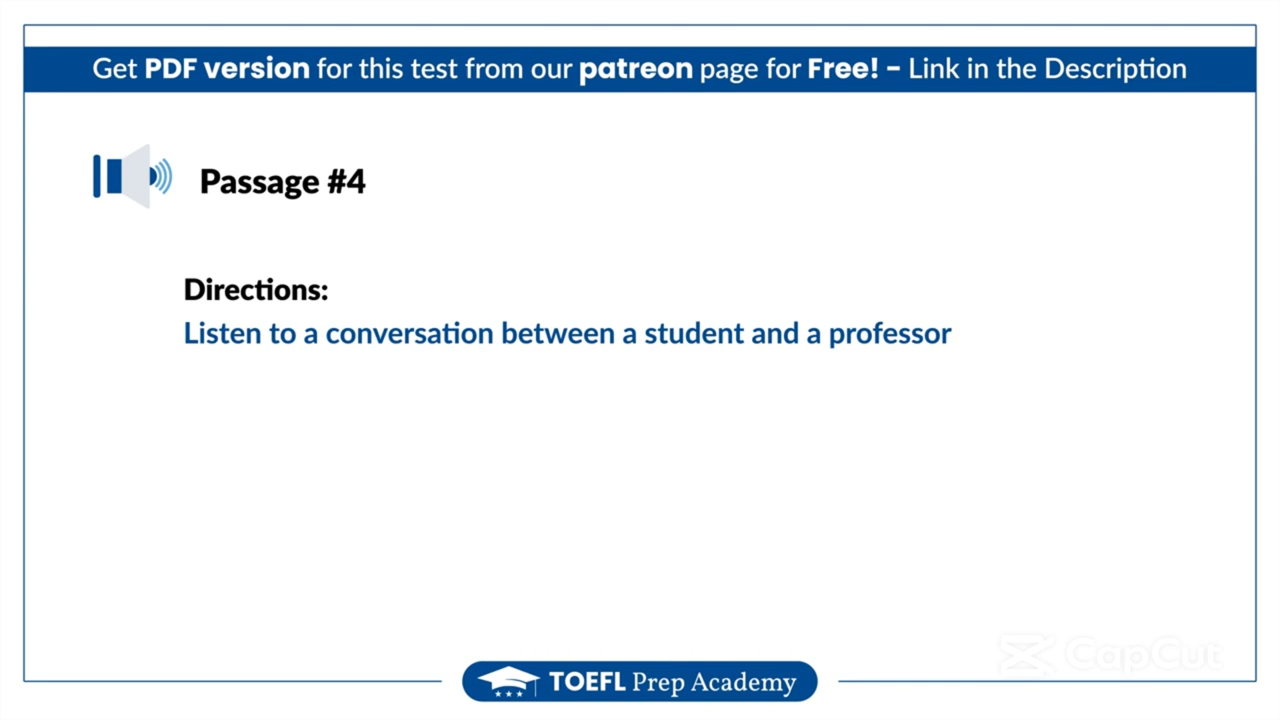 Get PDF version for this test from our patreon page for Free! – Link in the Description
Passage #4
Directions:
Listen to a conversation between a student and a professor
CapCut
TOEFL Prep Academy